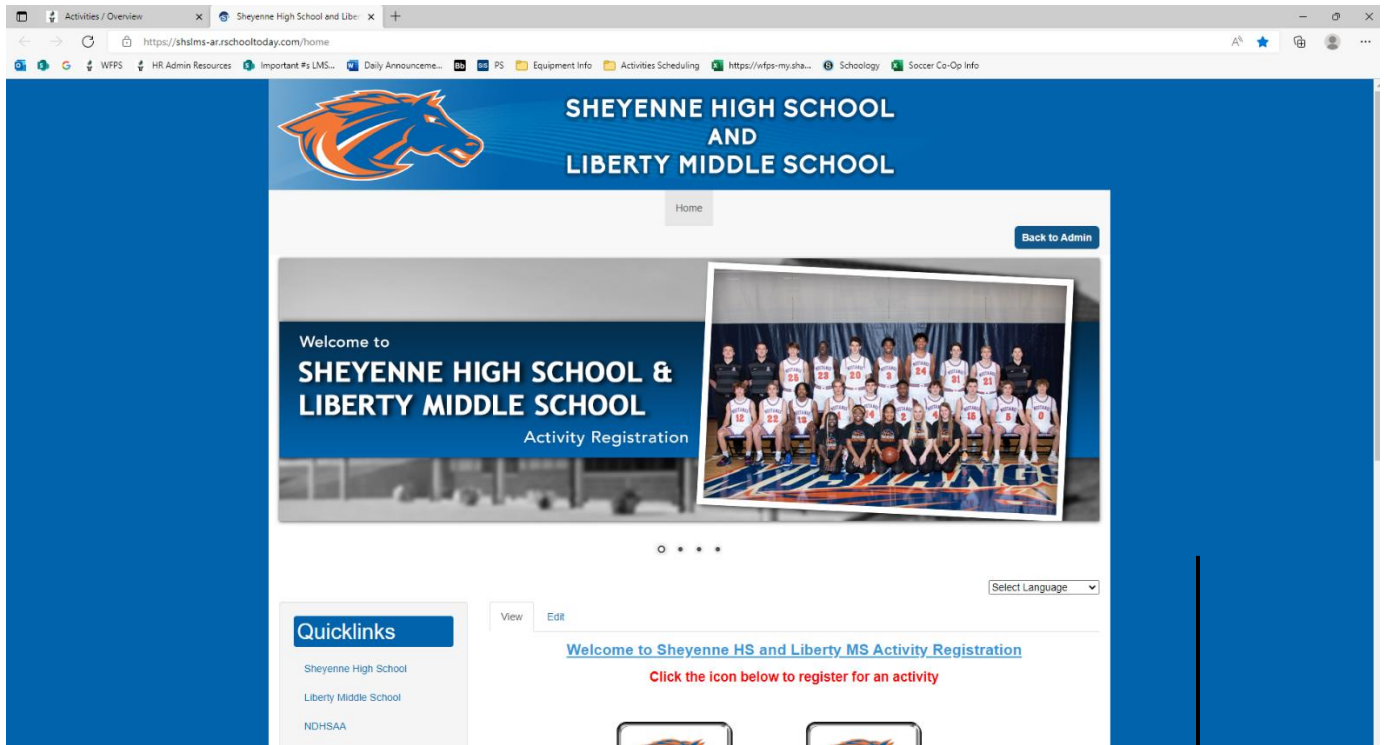 Activities / Overview
Sheyenne High School and Liber
https://shslms-ar.rschooltoday.com/home
WFPS
HR Admin Resources
Important #s LMS...
Daily Announceme...
Bb
SIS PS
Equipment Info
Activities Scheduling
https://wfps-my.sha...
Schoology
Soccer Co-Op Info
SHEYENNE HIGH SCHOOL
AND
LIBERTY MIDDLE SCHOOL
Home
Back to Admin
Welcome to
SHEYENNE HIGH SCHOOL &
LIBERTY MIDDLE SCHOOL
Activity Registration
MUSTANGS
Select Language
View Edit
Quicklinks
Welcome to Sheyenne HS and Liberty MS Activity Registration
Click the icon below to register for an activity
Sheyenne High School
Liberty Middle School
NDHSAA